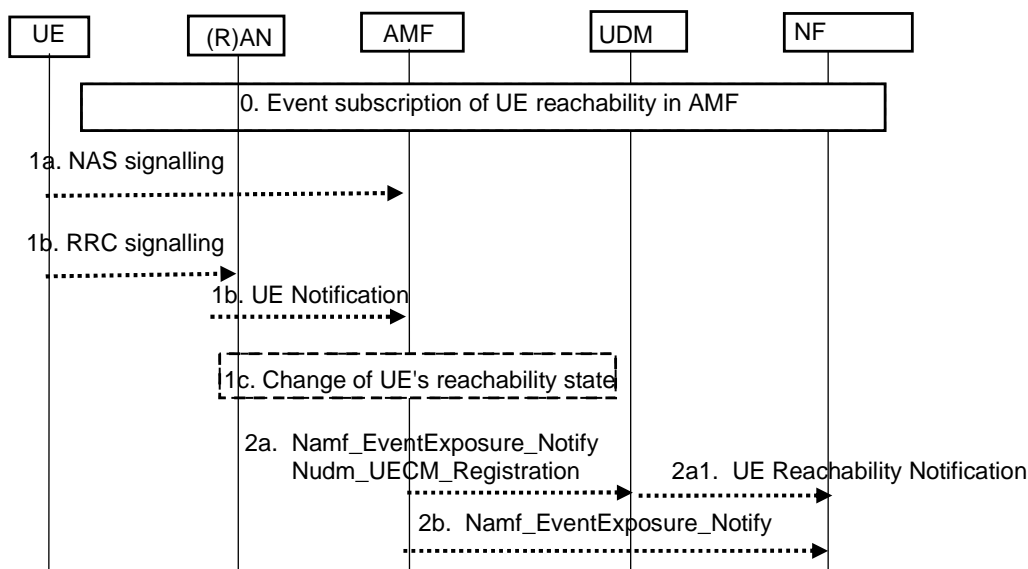 UE
(R)AN
AMF
UDM
NF
0. Event subscription of UE reachability in AMF
1a. NAS signalling
1b. RRC signalling
1b. UE Notification
1c. Change of UE's reachability state
2a. Namf_EventExposure_Notify
Nudm_UECM_Registration
2a1. UE Reachability Notification
2b. Namf_EventExposure_Notify